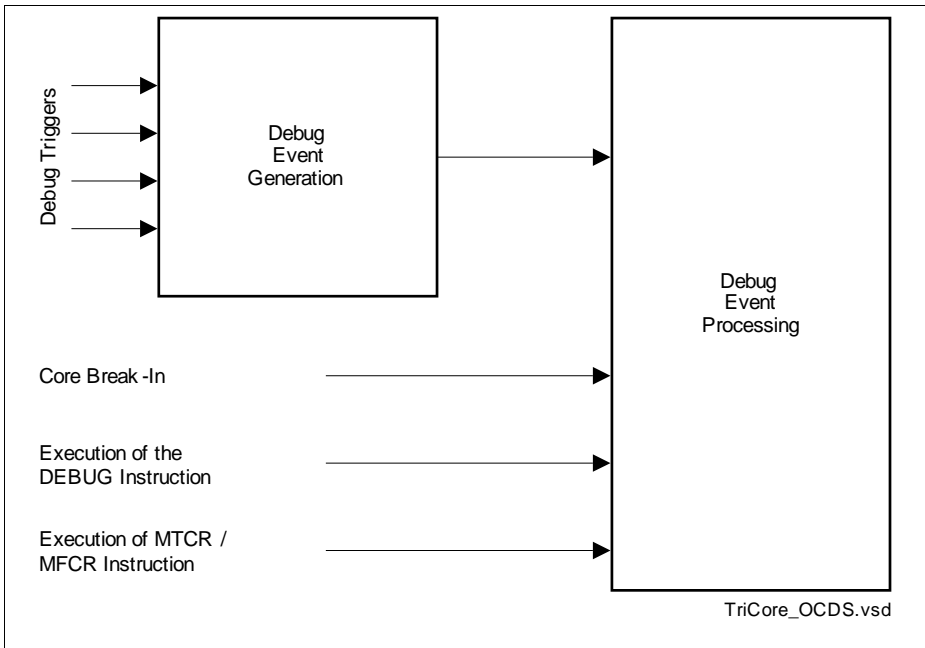 Debug Triggers
Debug
Event
Generation
Debug
Event
Processing
Core Break-In
Execution of the
DEBUG Instruction
Execution of MTCR /
MFCR Instruction
TriCore_OCDS.vsd